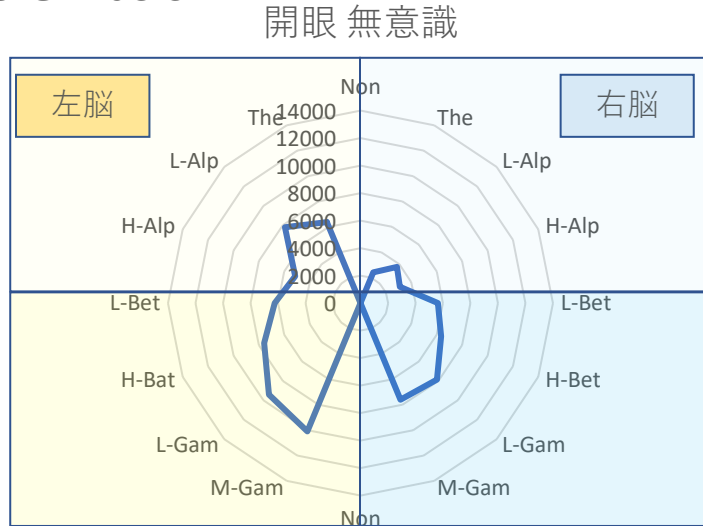 開眼 無意識
左脳
右脳
Non
14000
The
The
12000
L-Alp
L-Alp
10000
8000
H-Alp
H-Alp
6000
4000
2000
L-Bet
0
L-Bet
H-Bat
H-Bet
L-Gam
L-Gam
M-Gam
M-Gam
Non